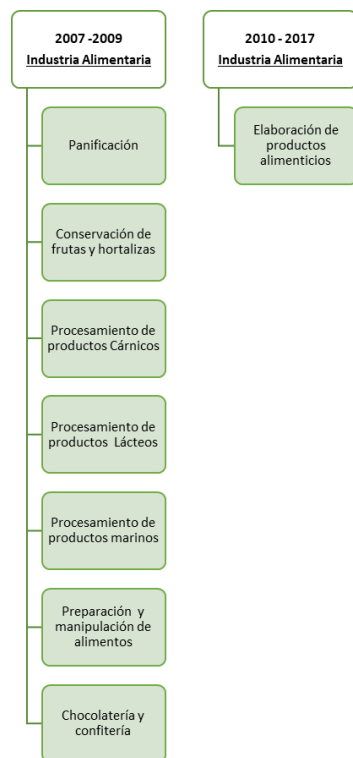 2007 -2009
Industria Alimentaria
Panificación
Conservación de
frutas y hortalizas
Procesamiento de
productos Cárnicos
Procesamiento de
productos Lácteos
Procesamiento de
productos marinos
Preparación y
manipulación de
alimentos
Chocolatería y
confitería
2010 - 2017
Industria Alimentaria
Elaboración de
productos
alimenticios